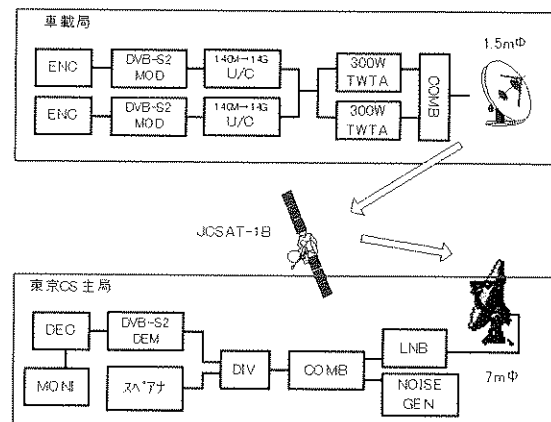 車載局
ENC
DVB-S2
MOD
140M→14G
U/C
300W
TWTA
COMB
1.5mΦ
ENC
DVB-S2
MOD
140M→14G
U/C
300W
TWTA
JCSAT-1B
東京CS主局
DEC
DVB-S2
DEM
DIV
COMB
LNB
7mΦ
MONI
スペアナ
NOISE
GEN